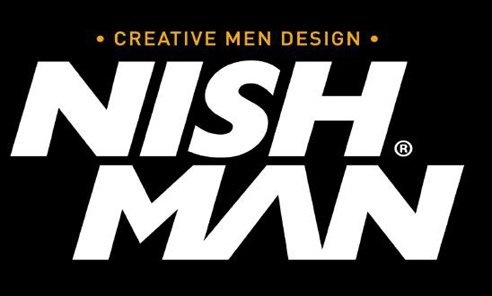 • CREATIVE MEN DESIGN •
NISH®
MAN